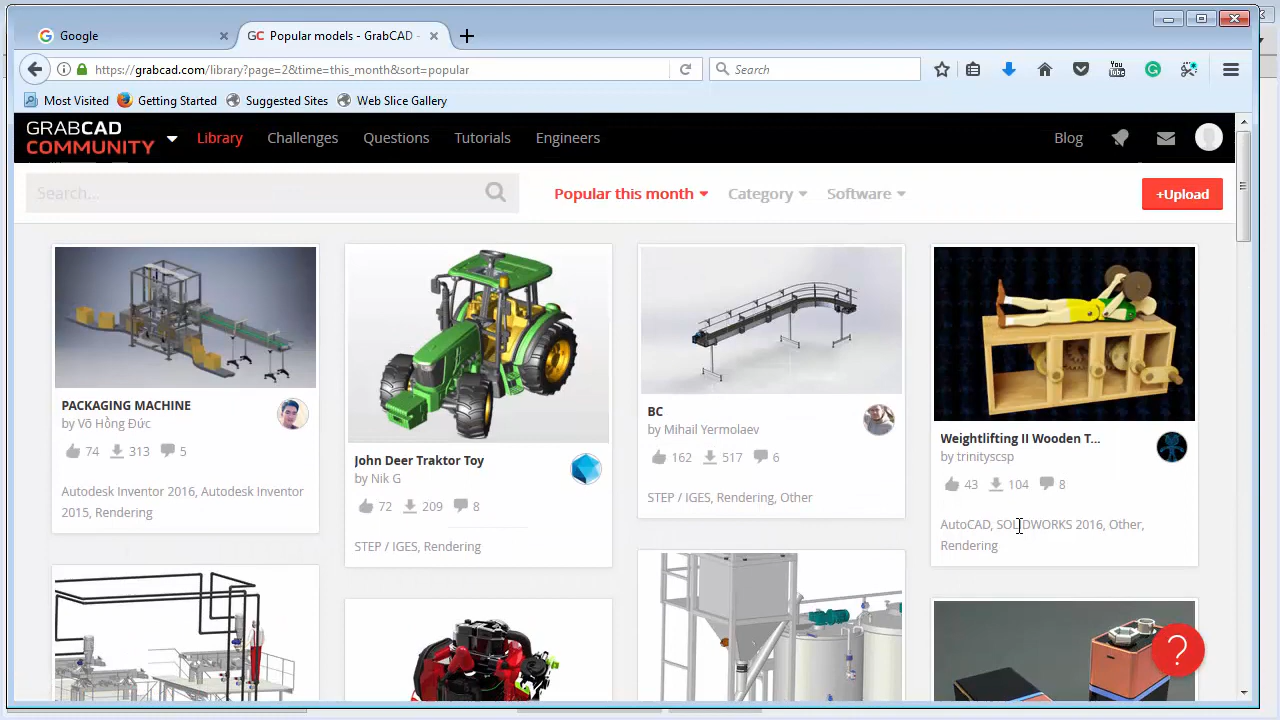 Google
GC Popular models - GrabCAD -
https://grabcad.com/library?page=2&time=this_month&sort=popular
Search
Most Visited
Getting Started
Suggested Sites
Web Slice Gallery
GRABCAD
COMMUNITY
Library
Challenges
Questions
Tutorials
Engineers
Blog
Search...
Popular this month
Category
Software
+Upload
PACKAGING MACHINE
by Võ Hồng Đức
74 313 5
Autodesk Inventor 2016, Autodesk Inventor
2015, Rendering
John Deer Traktor Toy
by Nik G
72 209 8
STEP / IGES, Rendering
BC
by Mihail Yermolaev
162 517 6
STEP / IGES, Rendering, Other
Weightlifting II Wooden T...
by trinityscsp
43 104 8
AutoCAD, SOLIDWORKS 2016, Other,
Rendering
?